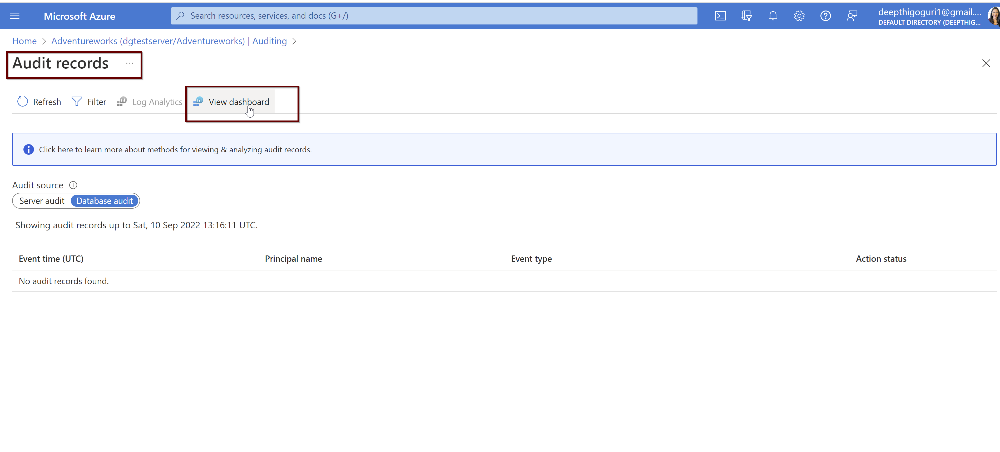 Microsoft Azure
Search resources, services, and docs (G+/)
deepthigoguri1@gmail....
DEFAULT DIRECTORY (DEEPTHIG...
Home > Adventureworks (dgtestserver/Adventureworks) | Auditing >
Audit records ...
Refresh Filter Log Analytics View dashboard
Click here to learn more about methods for viewing & analyzing audit records.
Audit source
Server audit Database audit
Showing audit records up to Sat, 10 Sep 2022 13:16:11 UTC.
Event time (UTC) Principal name Event type Action status
No audit records found.